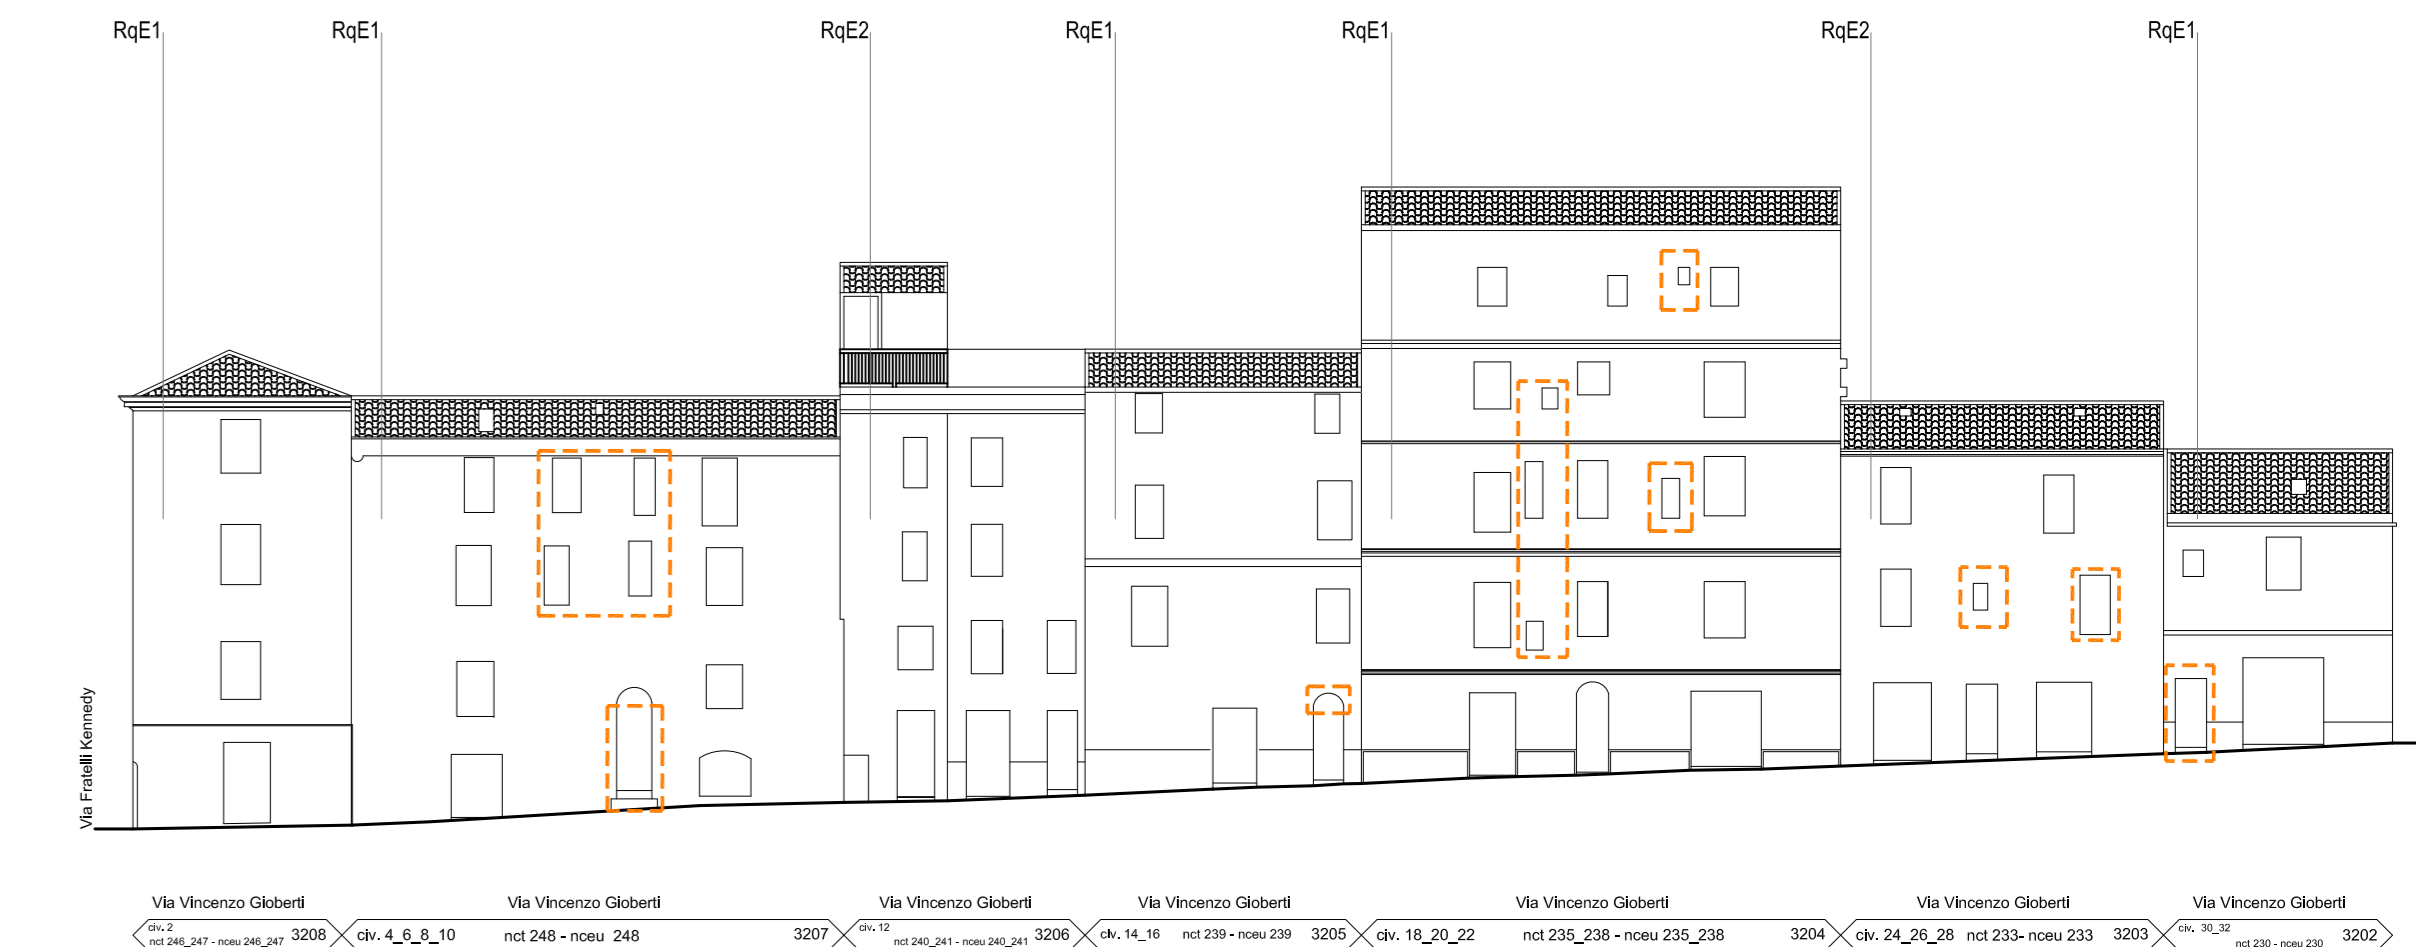 RqE1 RqE1 RqE2 RqE1 RqE1 RqE2 RqE1
Via Fratelli Kennedy
Via Vincenzo Gioberti
civ. 2
nct 246_247 - nceu 246_247 3208
Via Vincenzo Gioberti
civ. 4_6_8_10 nct 248 - nceu 248 3207
Via Vincenzo Gioberti
civ. 12
nct 240_241 - nceu 240_241 3206
Via Vincenzo Gioberti
civ. 14_16 nct 239 - nceu 239 3205
Via Vincenzo Gioberti
civ. 18_20_22 nct 235_238 - nceu 235_238 3204
Via Vincenzo Gioberti
civ. 24_26_28 nct 233- nceu 233 3203
Via Vincenzo Gioberti
civ. 30_32
nct 230 - nceu 230 3202